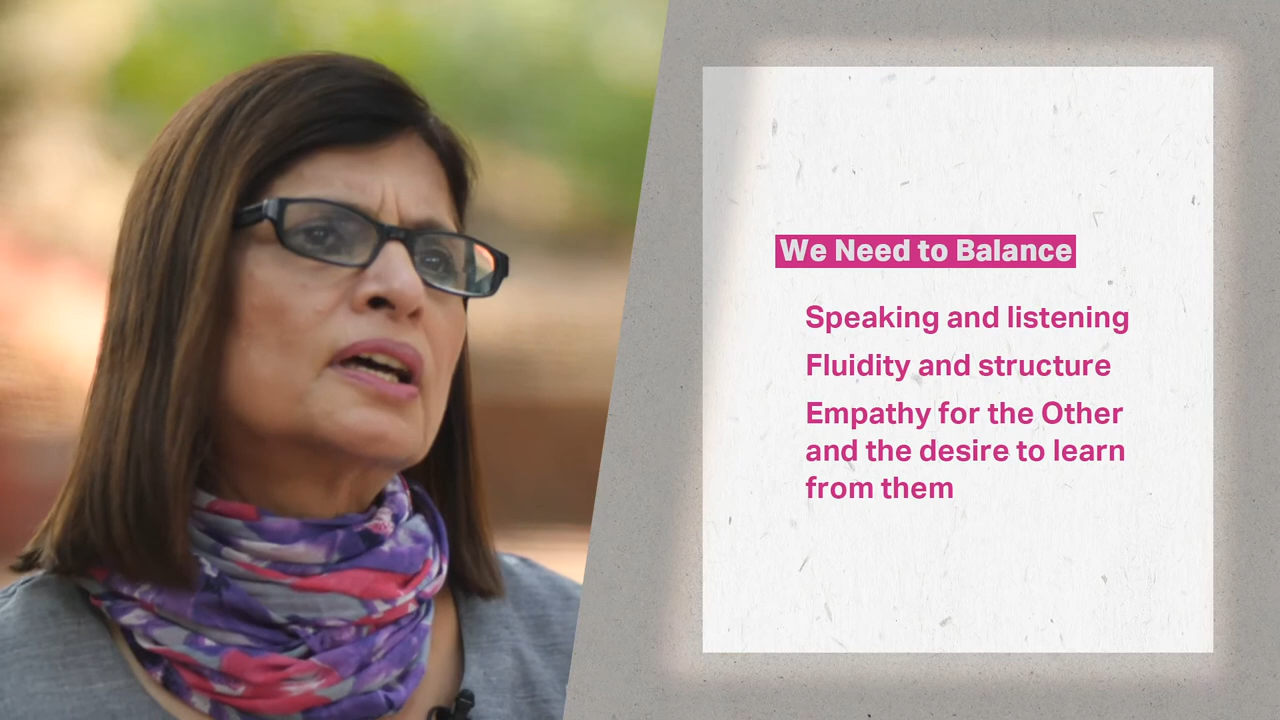 We Need to Balance
Speaking and listening
Fluidity and structure
Empathy for the Other
and the desire to learn
from them